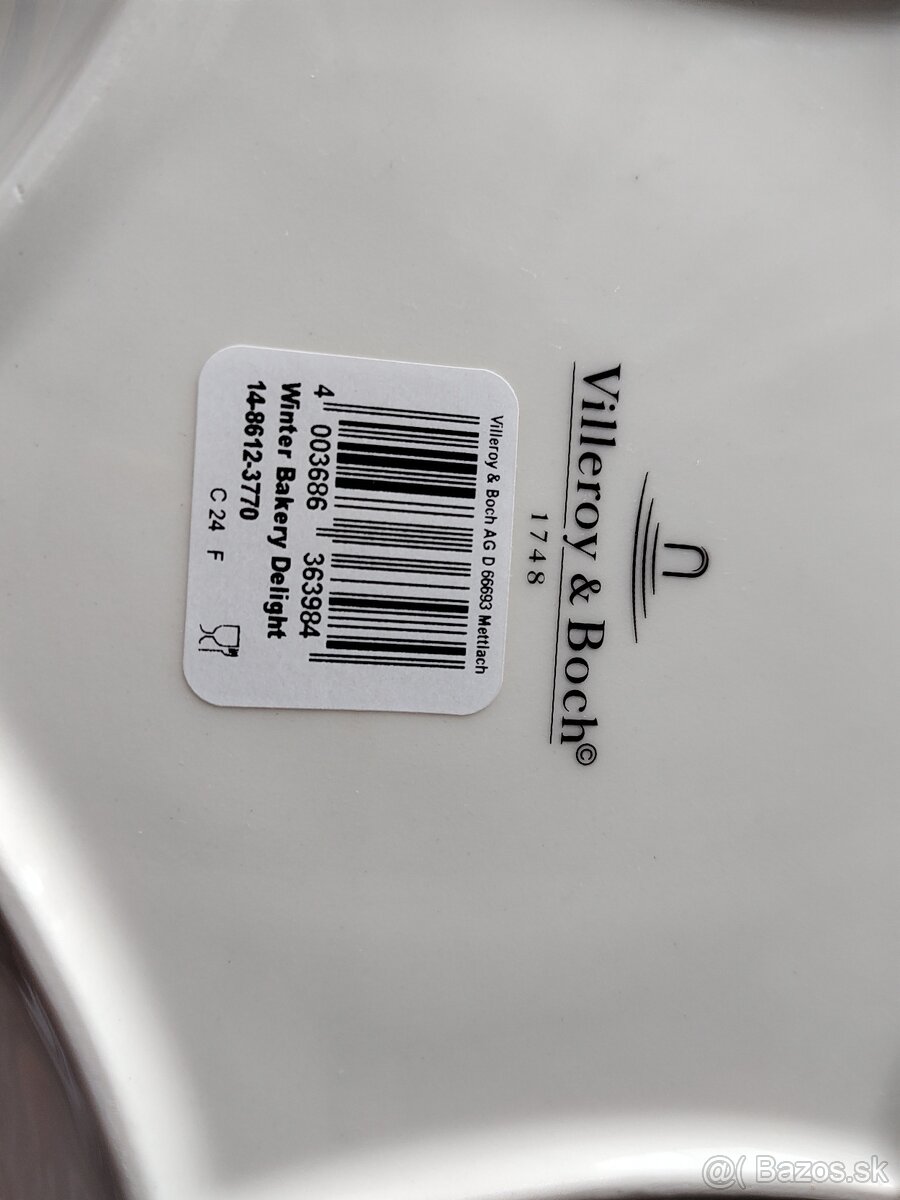 Villeroy & Boch©
1748
Villeroy & Boch AG D 66693 Mettlach
4 003686 363984
Winter Bakery Delight
14-8612-3770
C 24 F
@( Bazos.sk